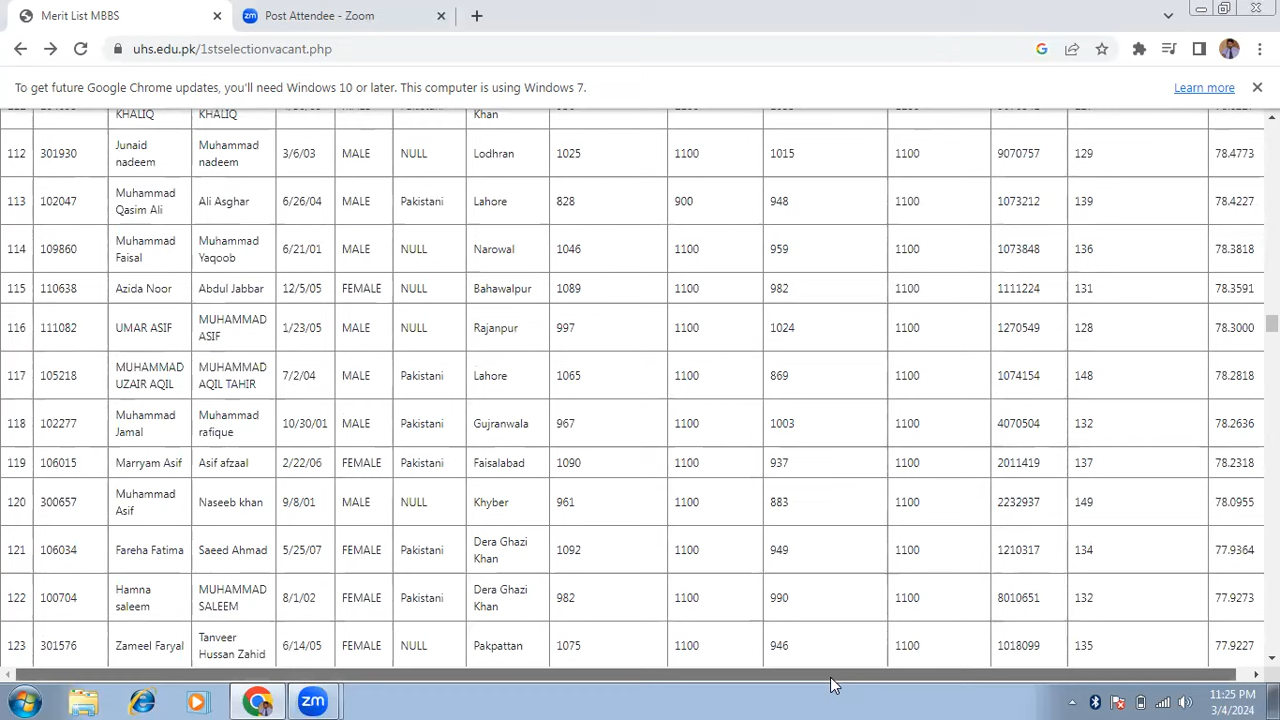 Merit List MBBS
Post Attendee - Zoom
uhs.edu.pk/1stselectionvacant.php
To get future Google Chrome updates, you'll need Windows 10 or later. This computer is using Windows 7.
Learn more
KHALIQ KHALIQ Khan
112 301930 Junaid nadeem Muhammad nadeem 3/6/03 MALE NULL Lodhran 1025 1100 1015 1100 9070757 129 78.4773
113 102047 Muhammad Qasim Ali Ali Asghar 6/26/04 MALE Pakistani Lahore 828 900 948 1100 1073212 139 78.4227
114 109860 Muhammad Faisal Muhammad Yaqoob 6/21/01 MALE NULL Narowal 1046 1100 959 1100 1073848 136 78.3818
115 110638 Azida Noor Abdul Jabbar 12/5/05 FEMALE NULL Bahawalpur 1089 1100 982 1100 1111224 131 78.3591
116 111082 UMAR ASIF MUHAMMAD ASIF 1/23/05 MALE NULL Rajanpur 997 1100 1024 1100 1270549 128 78.3000
117 105218 MUHAMMAD UZAIR AQIL MUHAMMAD AQIL TAHIR 7/2/04 MALE Pakistani Lahore 1065 1100 869 1100 1074154 148 78.2818
118 102277 Muhammad Jamal Muhammad rafique 10/30/01 MALE Pakistani Gujranwala 967 1100 1003 1100 4070504 132 78.2636
119 106015 Marryam Asif Asif afzaal 2/22/06 FEMALE Pakistani Faisalabad 1090 1100 937 1100 2011419 137 78.2318
120 300657 Muhammad Asif Naseeb khan 9/8/01 MALE NULL Khyber 961 1100 883 1100 2232937 149 78.0955
121 106034 Fareha Fatima Saeed Ahmad 5/25/07 FEMALE Pakistani Dera Ghazi Khan 1092 1100 949 1100 1210317 134 77.9364
122 100704 Hamna saleem MUHAMMAD SALEEM 8/1/02 FEMALE Pakistani Dera Ghazi Khan 982 1100 990 1100 8010651 132 77.9273
123 301576 Zameel Faryal Tanveer Hussan Zahid 6/14/05 FEMALE NULL Pakpattan 1075 1100 946 1100 1018099 135 77.9227
zm
11:25 PM
3/4/2024